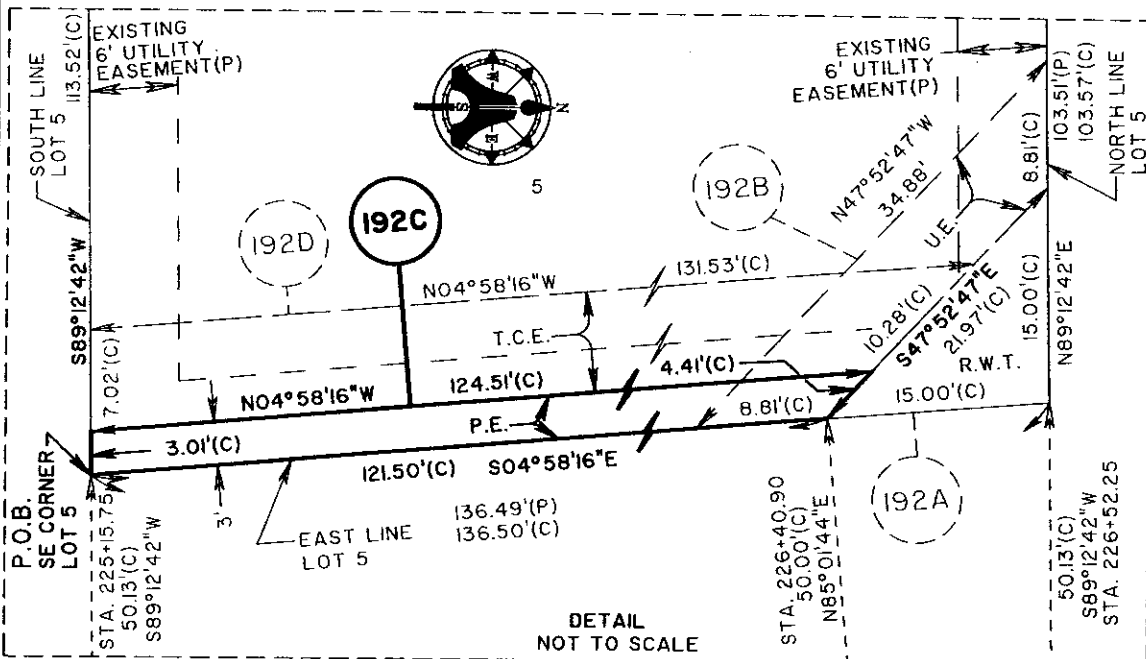 EXISTING
6' UTILITY
EASEMENT(P)
113.52'(C)
SOUTH LINE
LOT 5
S89°12'42"W
S
N
W
E
5
EXISTING
6' UTILITY
EASEMENT(P)
103.51'(P)
103.57'(C)
NORTH LINE
LOT 5
8.81'(C)
N47°52'47"W
34.88'
192B
192C
192D
U.E.
N04°58'16"W
131.53'(C)
T.C.E.
10.28'(C)
S47°52'47"E
21.97'(C)
15.00'(C)
N89°12'42"E
R.W.T.
7.02'(C)
N04°58'16"W
124.51'(C)
4.41'(C)
P.E.
8.81'(C)
15.00'(C)
3.01'(C)
121.50'(C)
S04°58'16"E
P.O.B.
SE CORNER
LOT 5
3'
EAST LINE
LOT 5
136.49'(P)
136.50'(C)
192A
STA. 225+15.75
50.13'(C)
S89°12'42"W
STA. 226+40.90
50.00'(C)
N85°01'44"E
50.13'(C)
S89°12'42"W
STA. 226+52.25
DETAIL
NOT TO SCALE